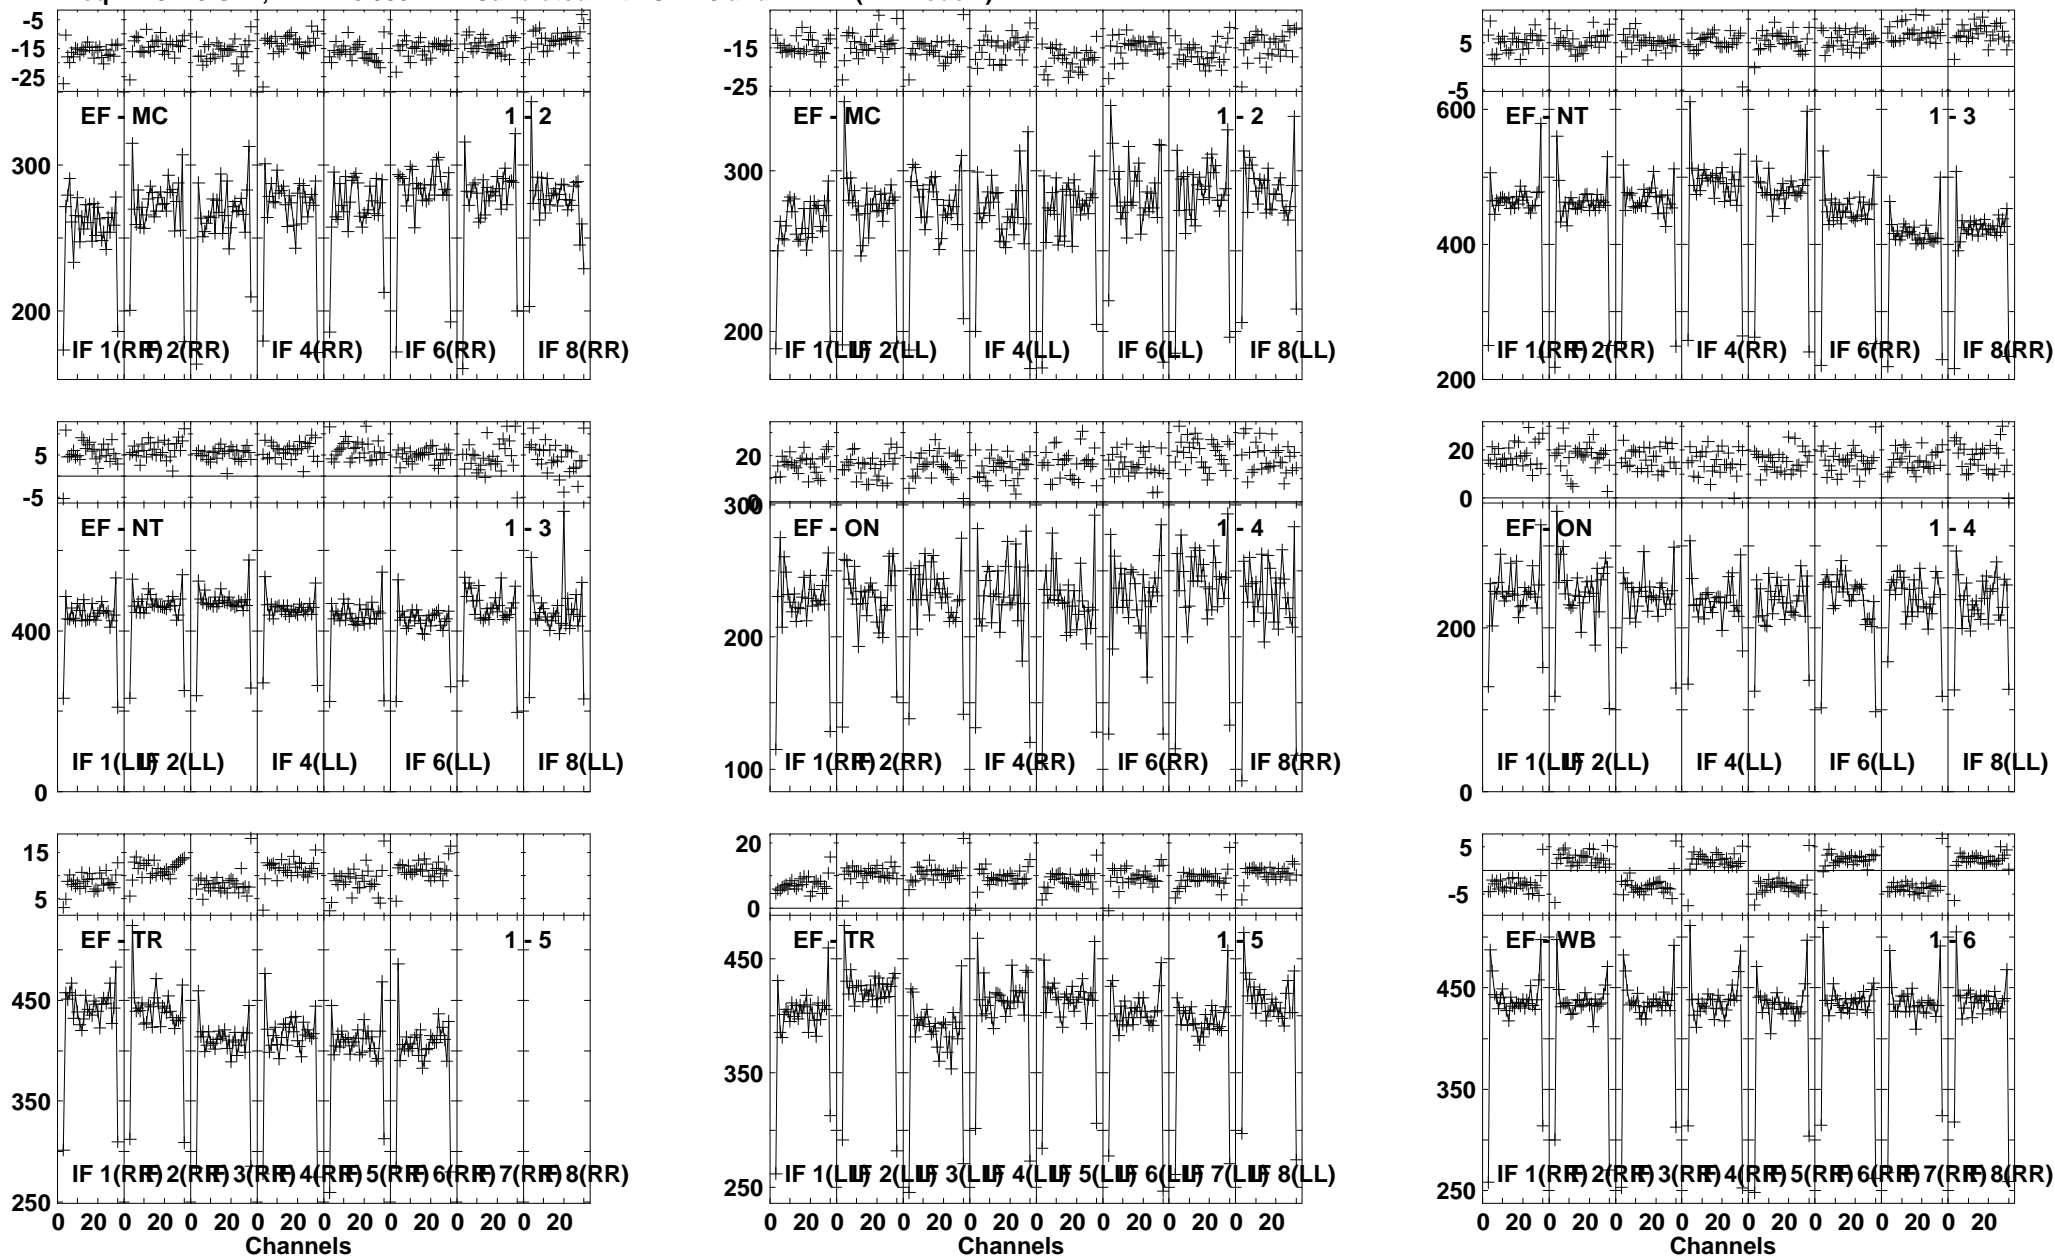 -5
-15
-25
EF - MC
1 - 2
300
200
IF 1(RR) IF 2(RR) IF 4(RR) IF 6(RR) IF 8(RR)
-15
-25
EF - MC
1 - 2
300
200
IF 1(LL) IF 2(LL) IF 4(LL) IF 6(LL) IF 8(LL)
5
-5
600
EF - NT
1 - 3
400
200
IF 1(RR) IF 2(RR) IF 4(RR) IF 6(RR) IF 8(RR)
5
-5
EF - NT
1 - 3
400
0
IF 1(LL) IF 2(LL) IF 4(LL) IF 6(LL) IF 8(LL)
20
0
300
EF - ON
1 - 4
200
100
IF 1(RR) IF 2(RR) IF 4(RR) IF 6(RR) IF 8(RR)
20
0
EF - ON
1 - 4
200
0
IF 1(LL) IF 2(LL) IF 4(LL) IF 6(LL) IF 8(LL)
15
5
EF - TR
1 - 5
450
350
250
IF 1(RR) IF 2(RR) IF 3(RR) IF 4(RR) IF 5(RR) IF 6(RR) IF 7(RR) IF 8(RR)
0 20 0 20 0 20 0 20 0 20 0 20 0 20 0 20
Channels
20
0
EF - TR
1 - 5
450
350
250
IF 1(LL) IF 2(LL) IF 3(LL) IF 4(LL) IF 5(LL) IF 6(LL) IF 7(LL) IF 8(LL)
0 20 0 20 0 20 0 20 0 20 0 20 0 20 0 20
Channels
5
-5
EF - WB
1 - 6
450
350
250
IF 1(RR) IF 2(RR) IF 3(RR) IF 4(RR) IF 5(RR) IF 6(RR) IF 7(RR) IF 8(RR)
0 20 0 20 0 20 0 20 0 20 0 20 0 20 0 20
Channels